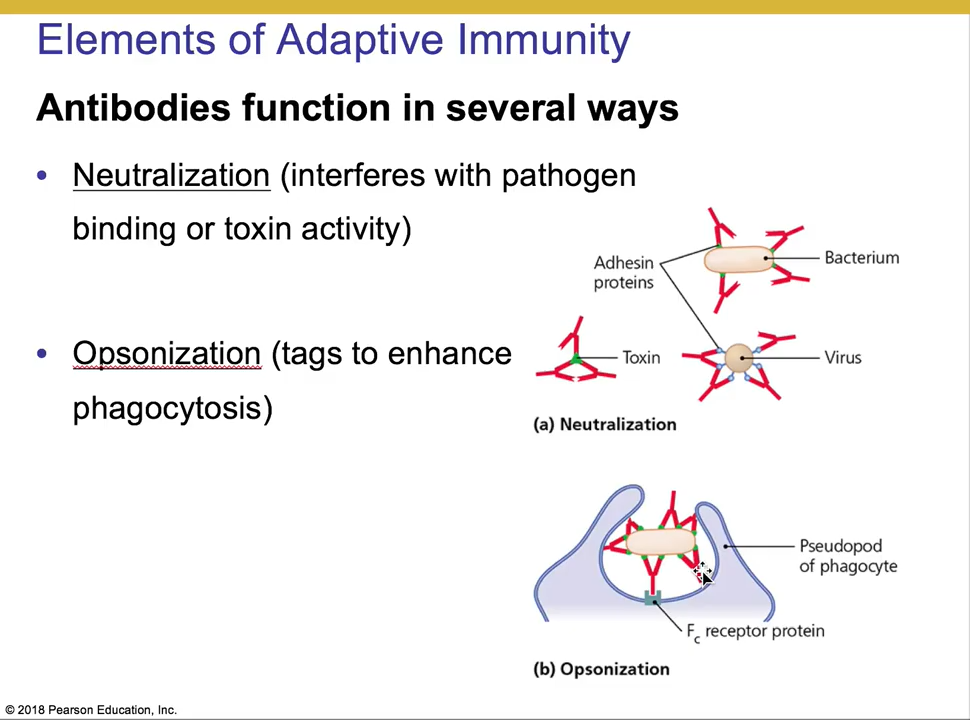 Elements of Adaptive Immunity
Antibodies function in several ways
• Neutralization (interferes with pathogen
binding or toxin activity)
• Opsonization (tags to enhance
phagocytosis)
Adhesin
proteins
Bacterium
Toxin
Virus
(a) Neutralization
Pseudopod
of phagocyte
Fc receptor protein
(b) Opsonization
© 2018 Pearson Education, Inc.